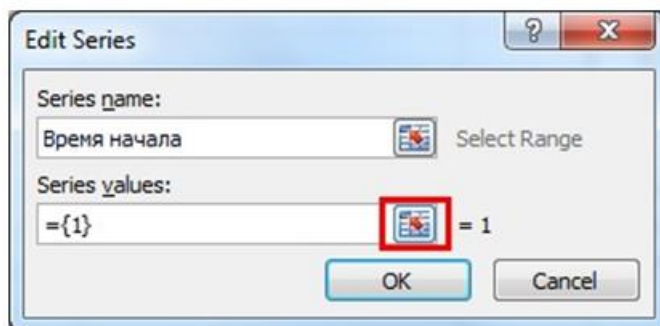 Edit Series
Series name:
Время начала
Select Range
Series values:
={1}
= 1
OK
Cancel